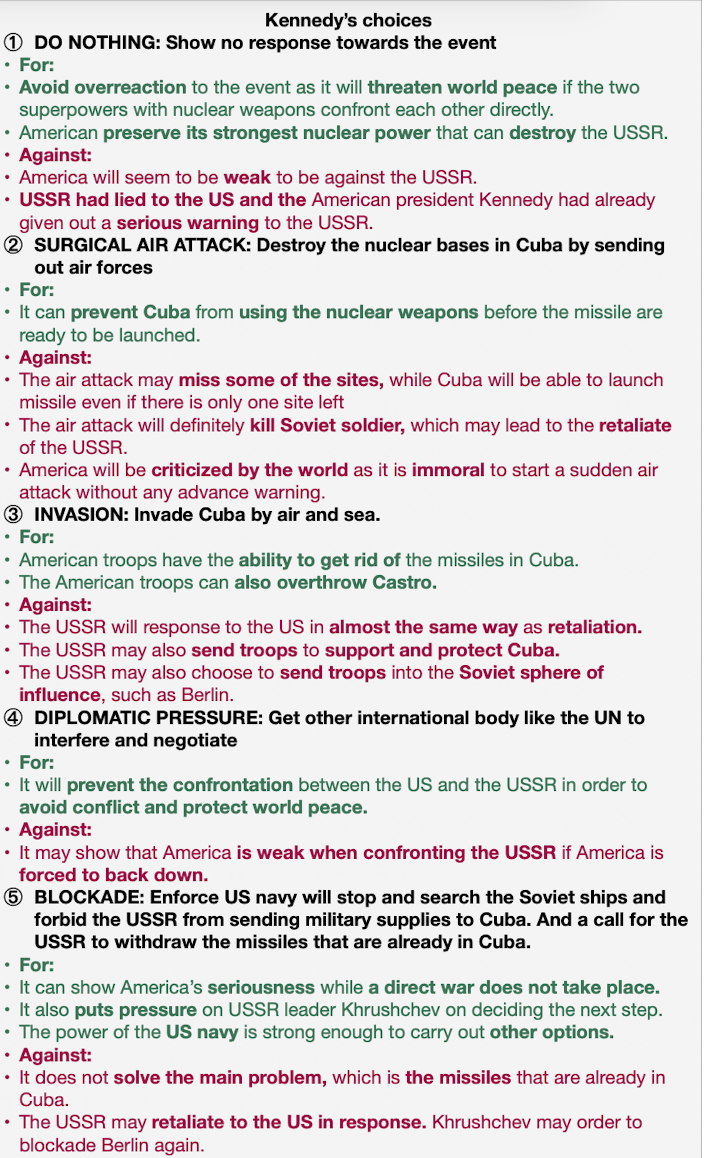 Kennedy’s choices
① DO NOTHING: Show no response towards the event
• For:
• Avoid overreaction to the event as it will threaten world peace if the two
superpowers with nuclear weapons confront each other directly.
• American preserve its strongest nuclear power that can destroy the USSR.
• Against:
• America will seem to be weak to be against the USSR.
• USSR had lied to the US and the American president Kennedy had already
given out a serious warning to the USSR.
② SURGICAL AIR ATTACK: Destroy the nuclear bases in Cuba by sending
out air forces
• For:
• It can prevent Cuba from using the nuclear weapons before the missile are
ready to be launched.
• Against:
• The air attack may miss some of the sites, while Cuba will be able to launch
missile even if there is only one site left
• The air attack will definitely kill Soviet soldier, which may lead to the retaliate
of the USSR.
• America will be criticized by the world as it is immoral to start a sudden air
attack without any advance warning.
③ INVASION: Invade Cuba by air and sea.
• For:
• American troops have the ability to get rid of the missiles in Cuba.
• The American troops can also overthrow Castro.
• Against:
• The USSR will response to the US in almost the same way as retaliation.
• The USSR may also send troops to support and protect Cuba.
• The USSR may also choose to send troops into the Soviet sphere of
influence, such as Berlin.
④ DIPLOMATIC PRESSURE: Get other international body like the UN to
interfere and negotiate
• For:
• It will prevent the confrontation between the US and the USSR in order to
avoid conflict and protect world peace.
• Against:
• It may show that America is weak when confronting the USSR if America is
forced to back down.
⑤ BLOCKADE: Enforce US navy will stop and search the Soviet ships and
forbid the USSR from sending military supplies to Cuba. And a call for the
USSR to withdraw the missiles that are already in Cuba.
• For:
• It can show America’s seriousness while a direct war does not take place.
• It also puts pressure on USSR leader Khrushchev on deciding the next step.
• The power of the US navy is strong enough to carry out other options.
• Against:
• It does not solve the main problem, which is the missiles that are already in
Cuba.
• The USSR may retaliate to the US in response. Khrushchev may order to
blockade Berlin again.